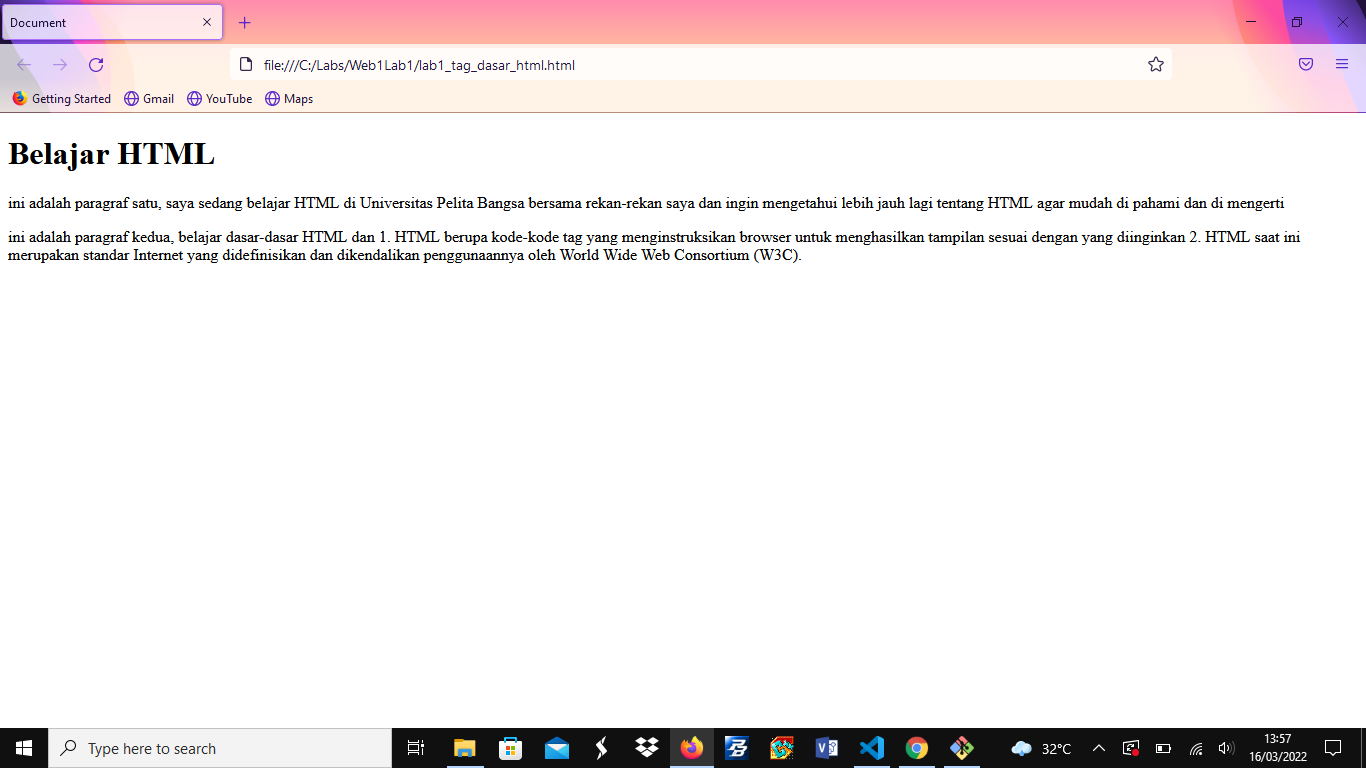 Document
file:///C:/Labs/Web1Lab1/lab1_tag_dasar_html.html
Getting Started Gmail YouTube Maps
Belajar HTML
ini adalah paragraf satu, saya sedang belajar HTML di Universitas Pelita Bangsa bersama rekan-rekan saya dan ingin mengetahui lebih jauh lagi tentang HTML agar mudah di pahami dan di mengerti
ini adalah paragraf kedua, belajar dasar-dasar HTML dan 1. HTML berupa kode-kode tag yang menginstruksikan browser untuk menghasilkan tampilan sesuai dengan yang diinginkan 2. HTML saat ini
merupakan standar Internet yang didefinisikan dan dikendalikan penggunaannya oleh World Wide Web Consortium (W3C).
Type here to search
32°C
13:57
16/03/2022